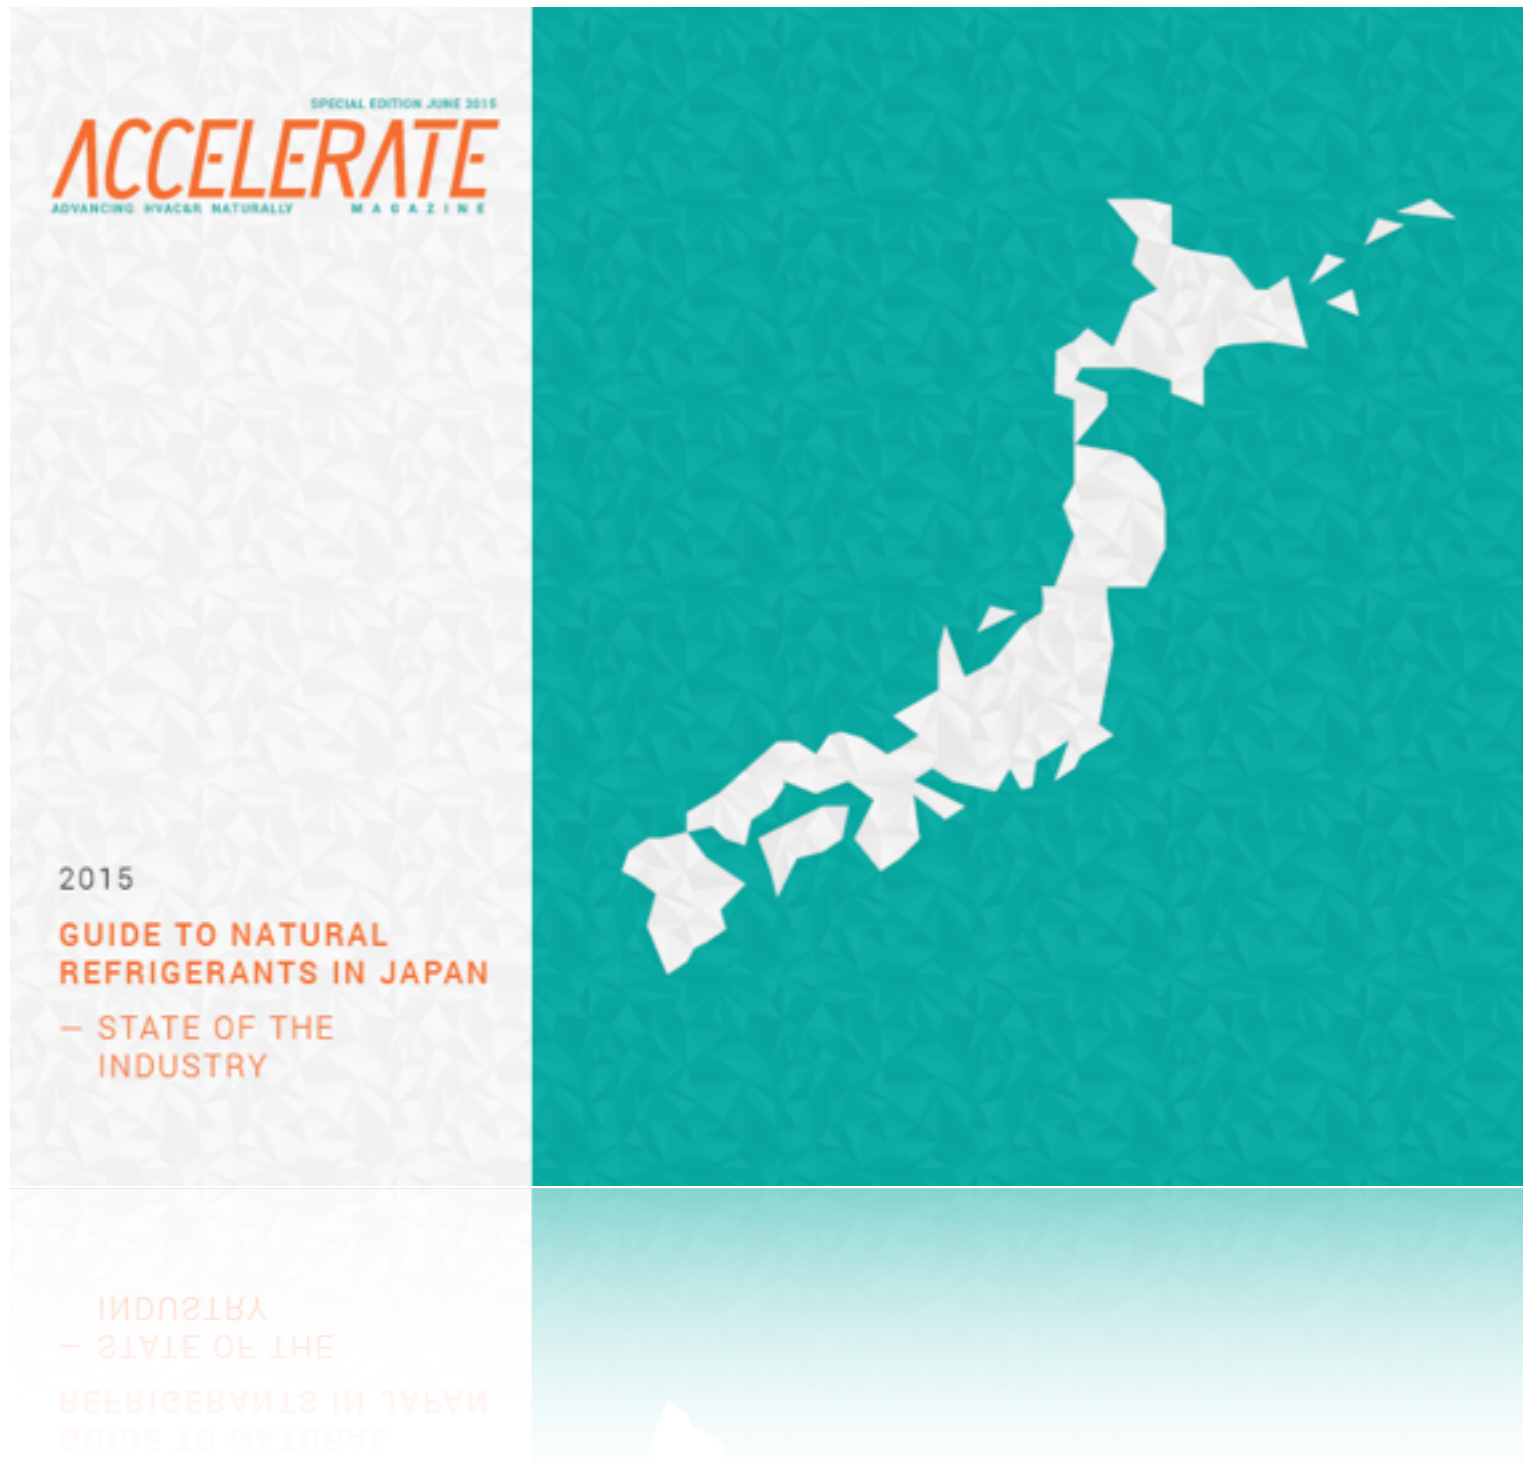 SPECIAL EDITION JUNE 2015
ACCELERATE
ADVANCING HVAC&R NATURALLY MAGAZINE
2015
GUIDE TO NATURAL
REFRIGERANTS IN JAPAN
— STATE OF THE
INDUSTRY